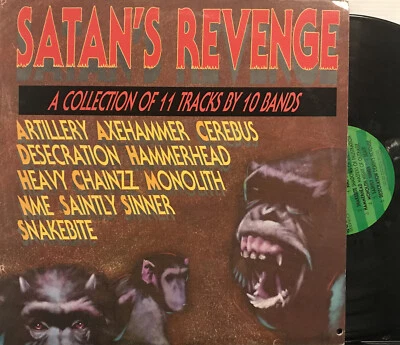 SATAN'S REVENGE
A COLLECTION OF 11 TRACKS BY 10 BANDS
ARTILLERY AXEHAMMER CEREBUS
DESECRATION HAMMERHEAD
HEAVY CHAINZZ MONOLITH
NME SAINTLY SINNER
SNAKEBITE